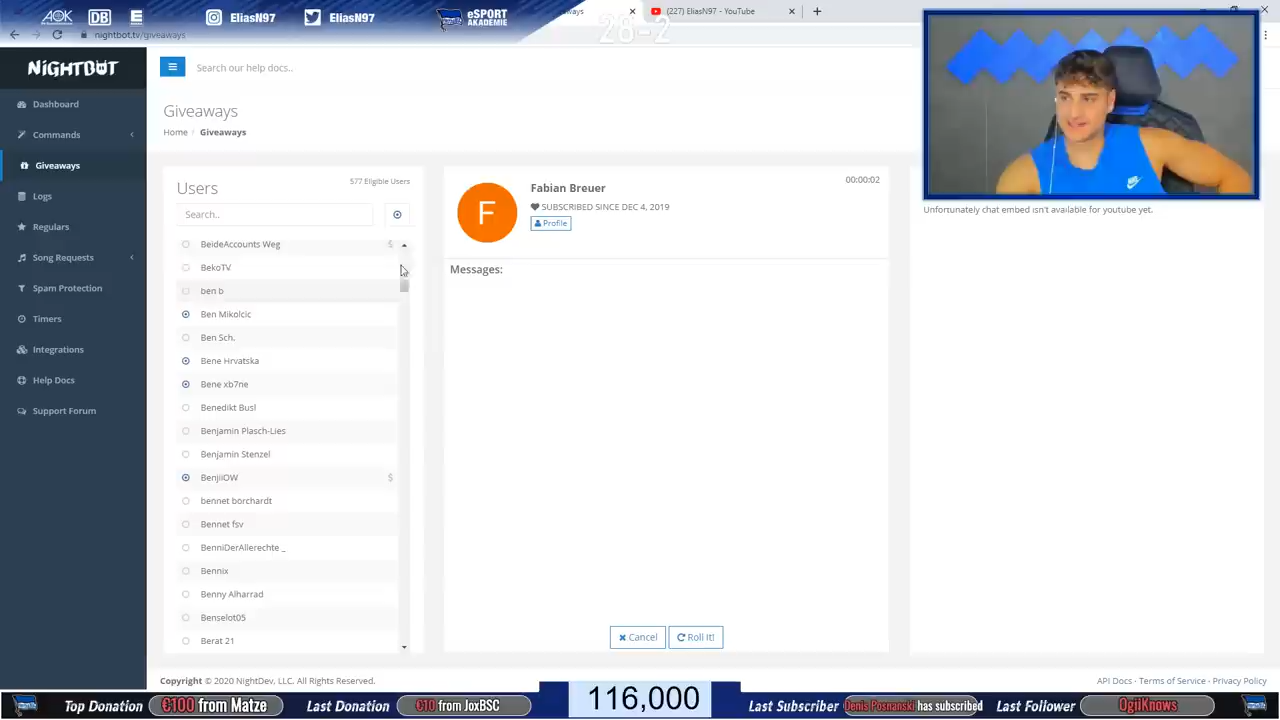 AOK DB E EliasN97 EliasN97 eSPORT AKADEMIE
(227) EliasN97 - YouTube
28-2
nightbot.tv/giveaways
NiGHTBOT
Search our help docs..
Dashboard
Commands
Giveaways
Logs
Regulars
Song Requests
Spam Protection
Timers
Integrations
Help Docs
Support Forum
Giveaways
Home / Giveaways
Users
577 Eligible Users
Search..
BeideAccounts Weg $
BekoTV
ben b
Ben Mikolcic
Ben Sch.
Bene Hrvatska
Bene xb7ne
Benedikt Busl
Benjamin Plasch-Lies
Benjamin Stenzel
BenjiiOW $
bennet borchardt
Bennet fsv
BenniDerAllerechte _
Bennix
Benny Alharrad
Benselot05
Berat 21
F
Fabian Breuer
00:00:02
SUBSCRIBED SINCE DEC 4, 2019
Profile
Messages:
Cancel
Roll It!
Unfortunately chat embed isn't available for youtube yet.
Copyright © 2020 NightDev, LLC. All Rights Reserved.
API Docs - Terms of Service - Privacy Policy
Top Donation €100 from Matze
Last Donation €10 from JoxBSC
116,000
Last Subscriber Denis Posnanski has subscribed
Last Follower OgiIKnows